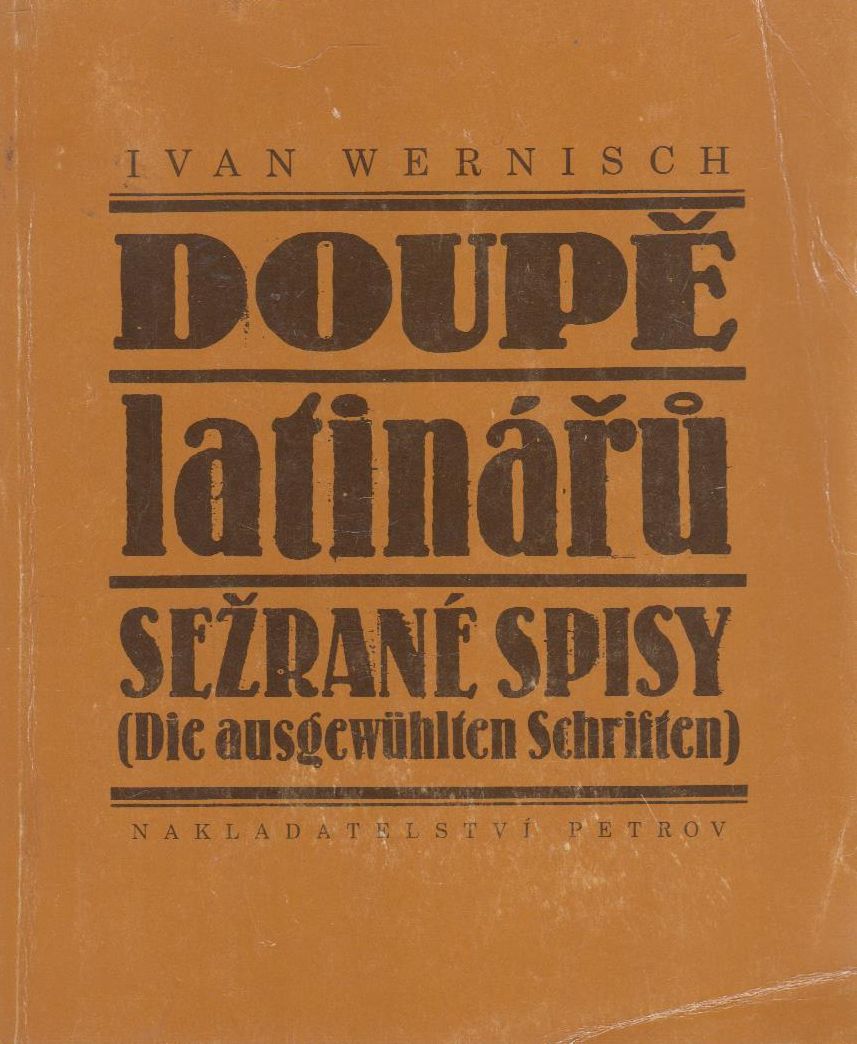 IVAN WERNISCH
DOUPĚ
latinářů
SEŽRANÉ SPISY
(Die ausgewühlten Schriften)
NAKLADATELSTVÍ PETROV